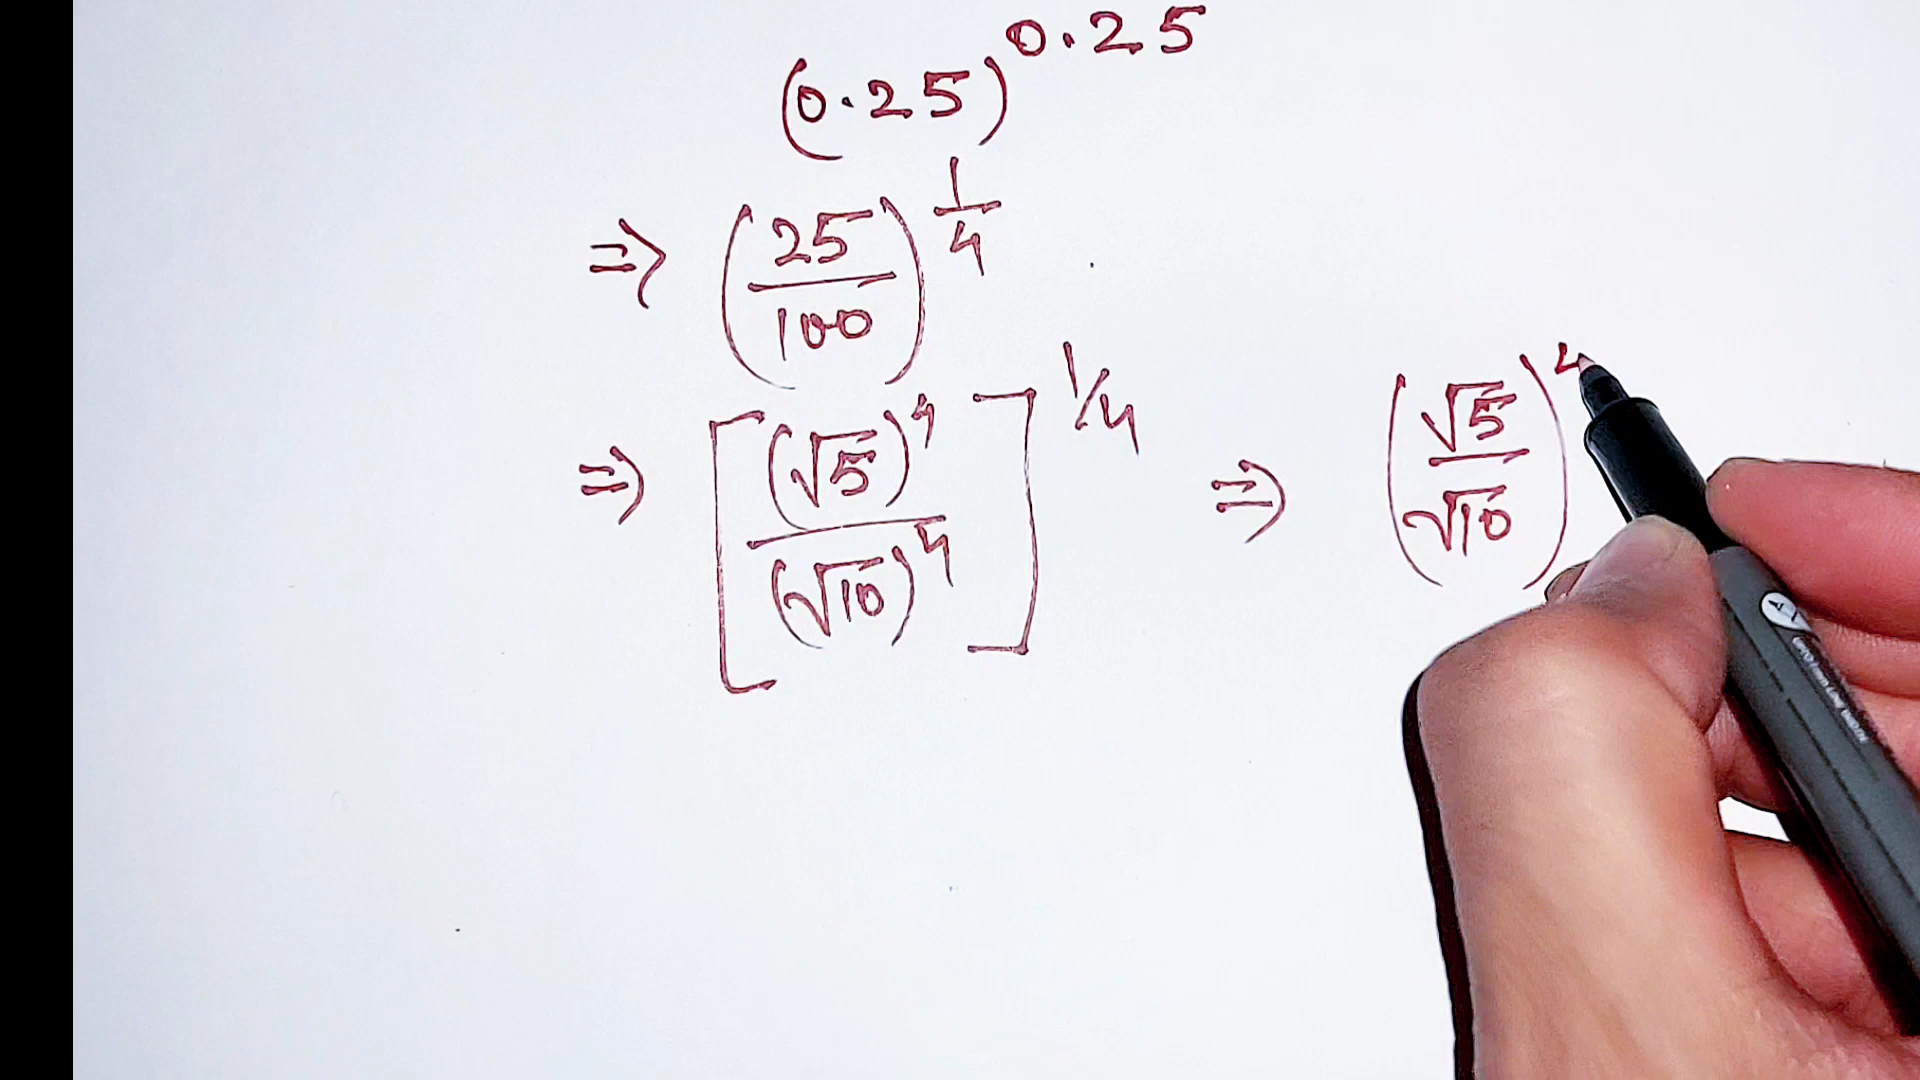 (0.25)^0.25
=> (25/100)^1/4
=> [(√5)^4/(√10)^4]^1/4 => (√5/√10)^4